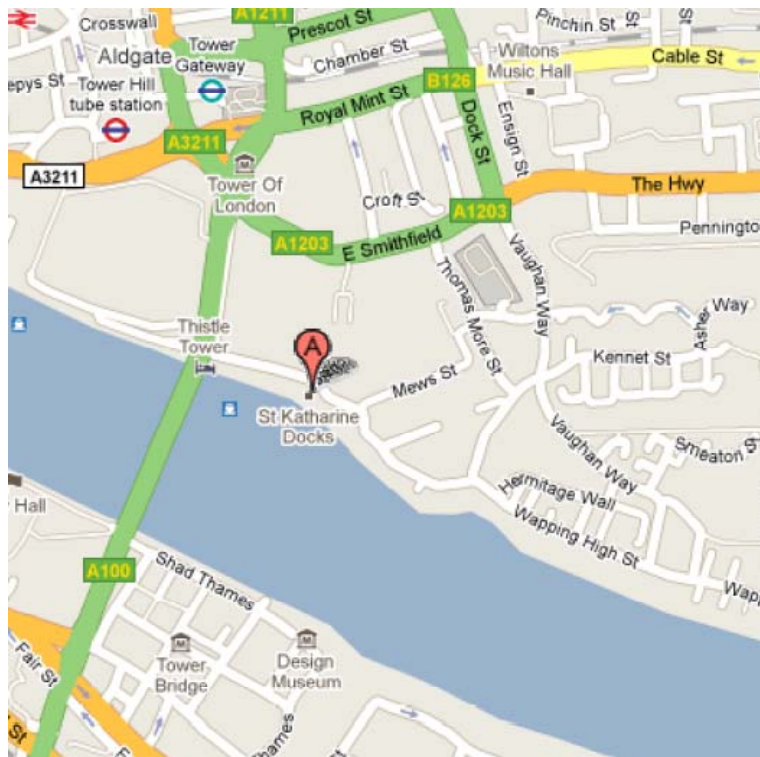 Crosswall
A1211
Prescot St
Pinchin St
Aldgate
Tower
Gateway
Chamber St
Wiltons
Music Hall
Cable St
epys St
Tower Hill
tube station
B126
Royal Mint St
Dock St
Ensign St
A3211
A3211
Tower Of
London
The Hwy
Croft St
A1203
A1203
E Smithfield
Pennington
Vaughan Way
Thomas More St
Thistle
Tower
A
Asher Way
Kennet St
Mews St
St Katharine
Docks
Vaughan Way
Smeaton S
Hermitage Wall
Hall
Wapping High St
Wapp
A100
Shad Thames
Fair St
Tower
Bridge
Design
Museum
Thames
St
E